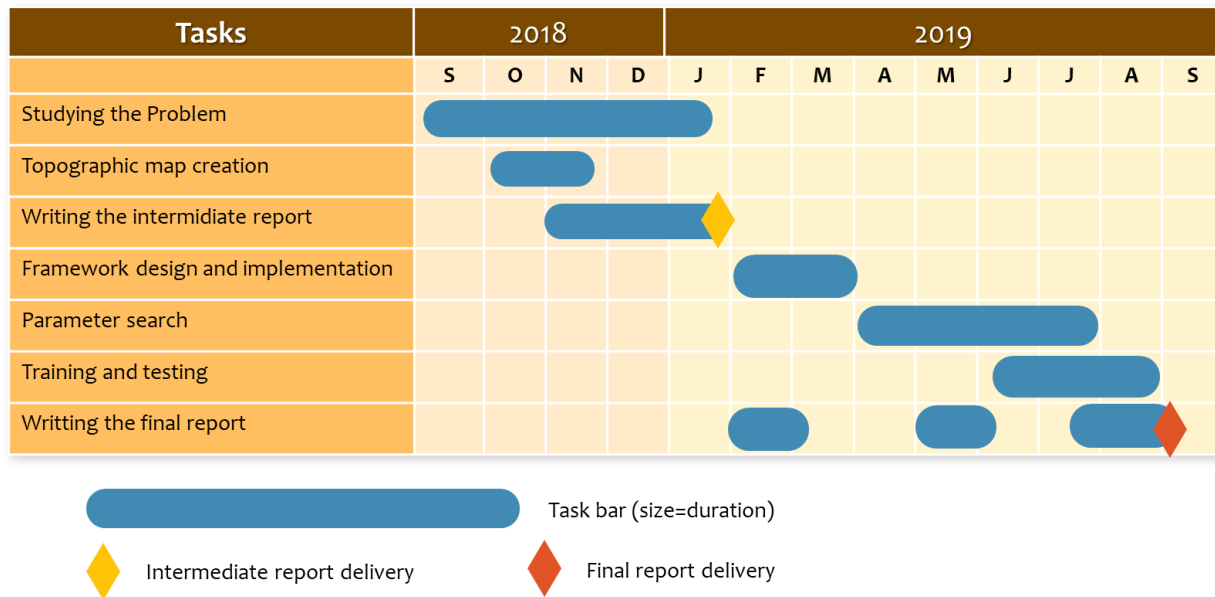 Tasks 2018 2019
S O N D J F M A M J J A S
Studying the Problem
Topographic map creation
Writing the intermidiate report
Framework design and implementation
Parameter search
Training and testing
Writting the final report
Task bar (size=duration)
Intermediate report delivery Final report delivery